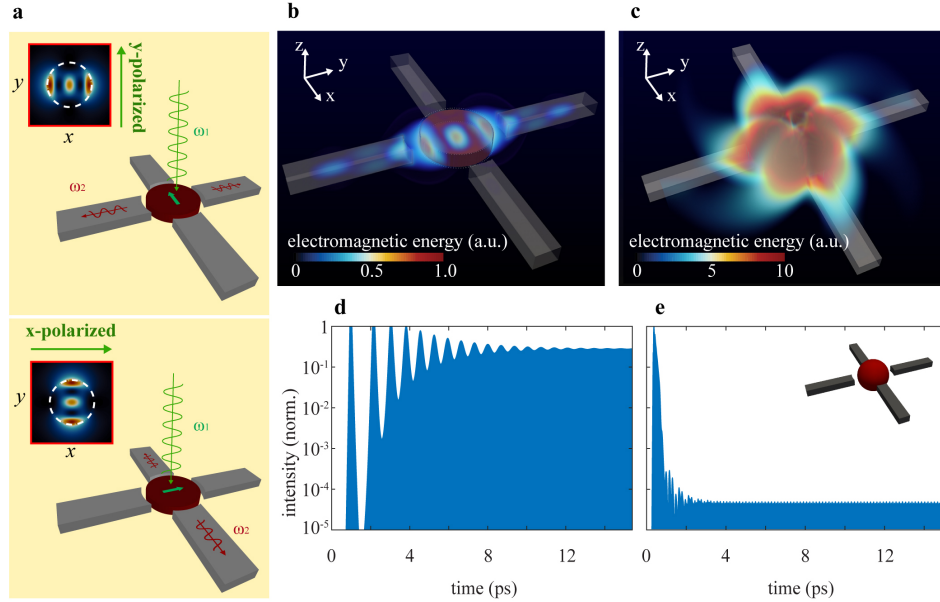 a
y-polarized
y
x
ω1
ω2
x-polarized
y
x
ω1
ω2
b
z
y
x
electromagnetic energy (a.u.)
0 0.5 1.0
c
z
y
x
electromagnetic energy (a.u.)
0 5 10
d
intensity (norm.)
1
10-1
10-2
10-3
10-4
10-5
0 4 8 12
time (ps)
e
0 4 8 12
time (ps)